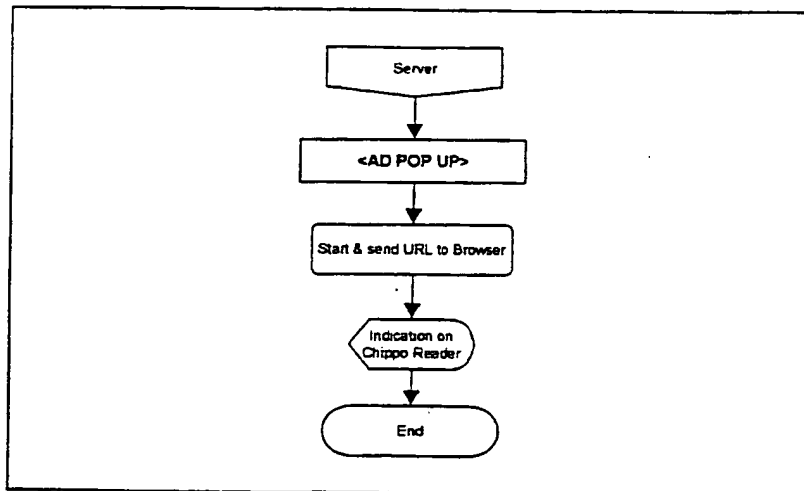 Server
<AD POP UP>
Start & send URL to Browser
Indication on
Chippo Reader
End